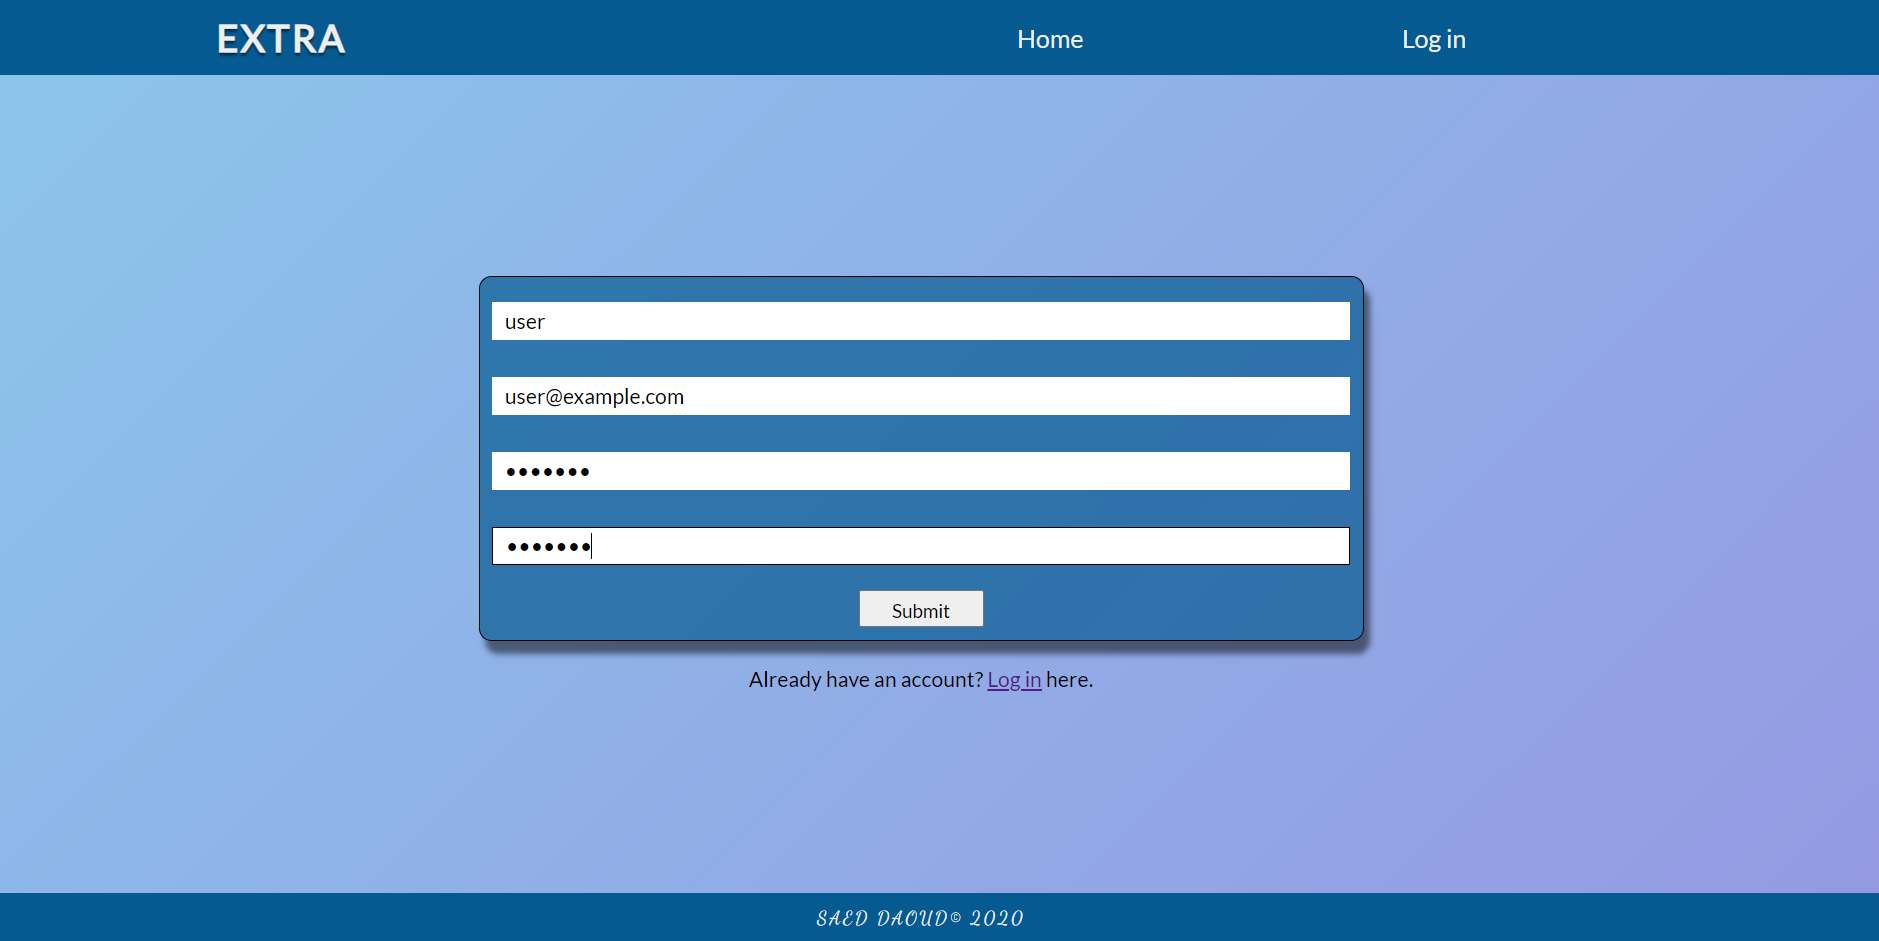 EXTRA
Home
Log in
user
user@example.com
•••••••
•••••••
Submit
Already have an account? Log in here.
SAED DAOUD© 2020